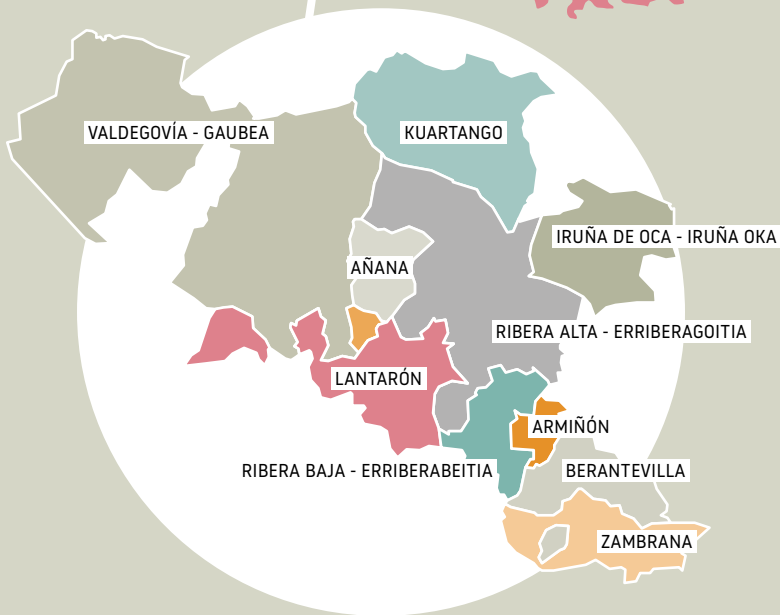 VALDEGOVÍA - GAUBEA
KUARTANGO
IRUÑA DE OCA - IRUÑA OKA
AÑANA
RIBERA ALTA - ERRIBERAGOITIA
LANTARÓN
ARMIÑÓN
RIBERA BAJA - ERRIBERABEITIA
BERANTEVILLA
ZAMBRANA